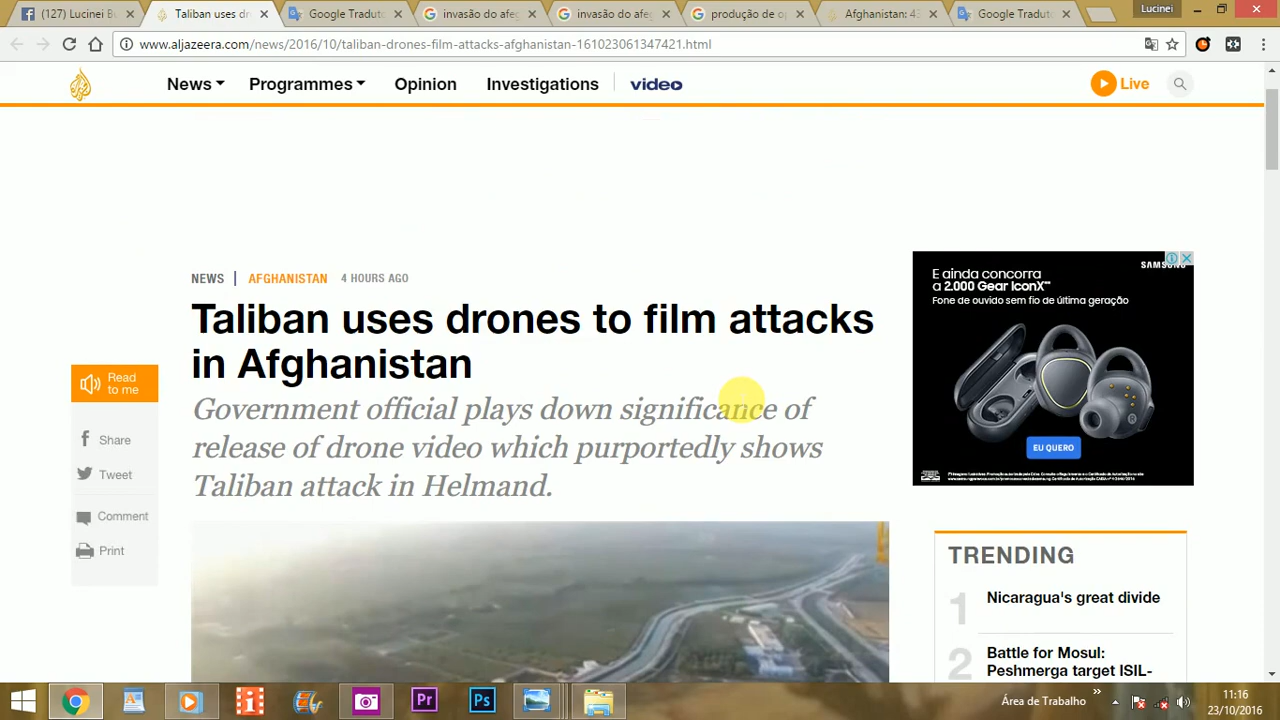 (127) Lucinei B
Taliban uses dr
Google Tradut
invasão do afe
invasão do afe
produção de o
Afghanistan: 4
Google Tradut
Lucinei
www.aljazeera.com/news/2016/10/taliban-drones-film-attacks-afghanistan-161023061347421.html
News
Programmes
Opinion
Investigations
video
Live
NEWS | AFGHANISTAN 4 HOURS AGO
Taliban uses drones to film attacks
in Afghanistan
Government official plays down significance of
release of drone video which purportedly shows
Taliban attack in Helmand.
Read
to me
Share
Tweet
Comment
Print
SAMSUNG
E ainda concorra
a 2.000 Gear IconX
Fone de ouvido sem fio de última geração
EU QUERO
TRENDING
1 Nicaragua's great divide
2 Battle for Mosul:
Peshmerga target ISIL-
Pr
Ps
Área de Trabalho
11:16
23/10/2016